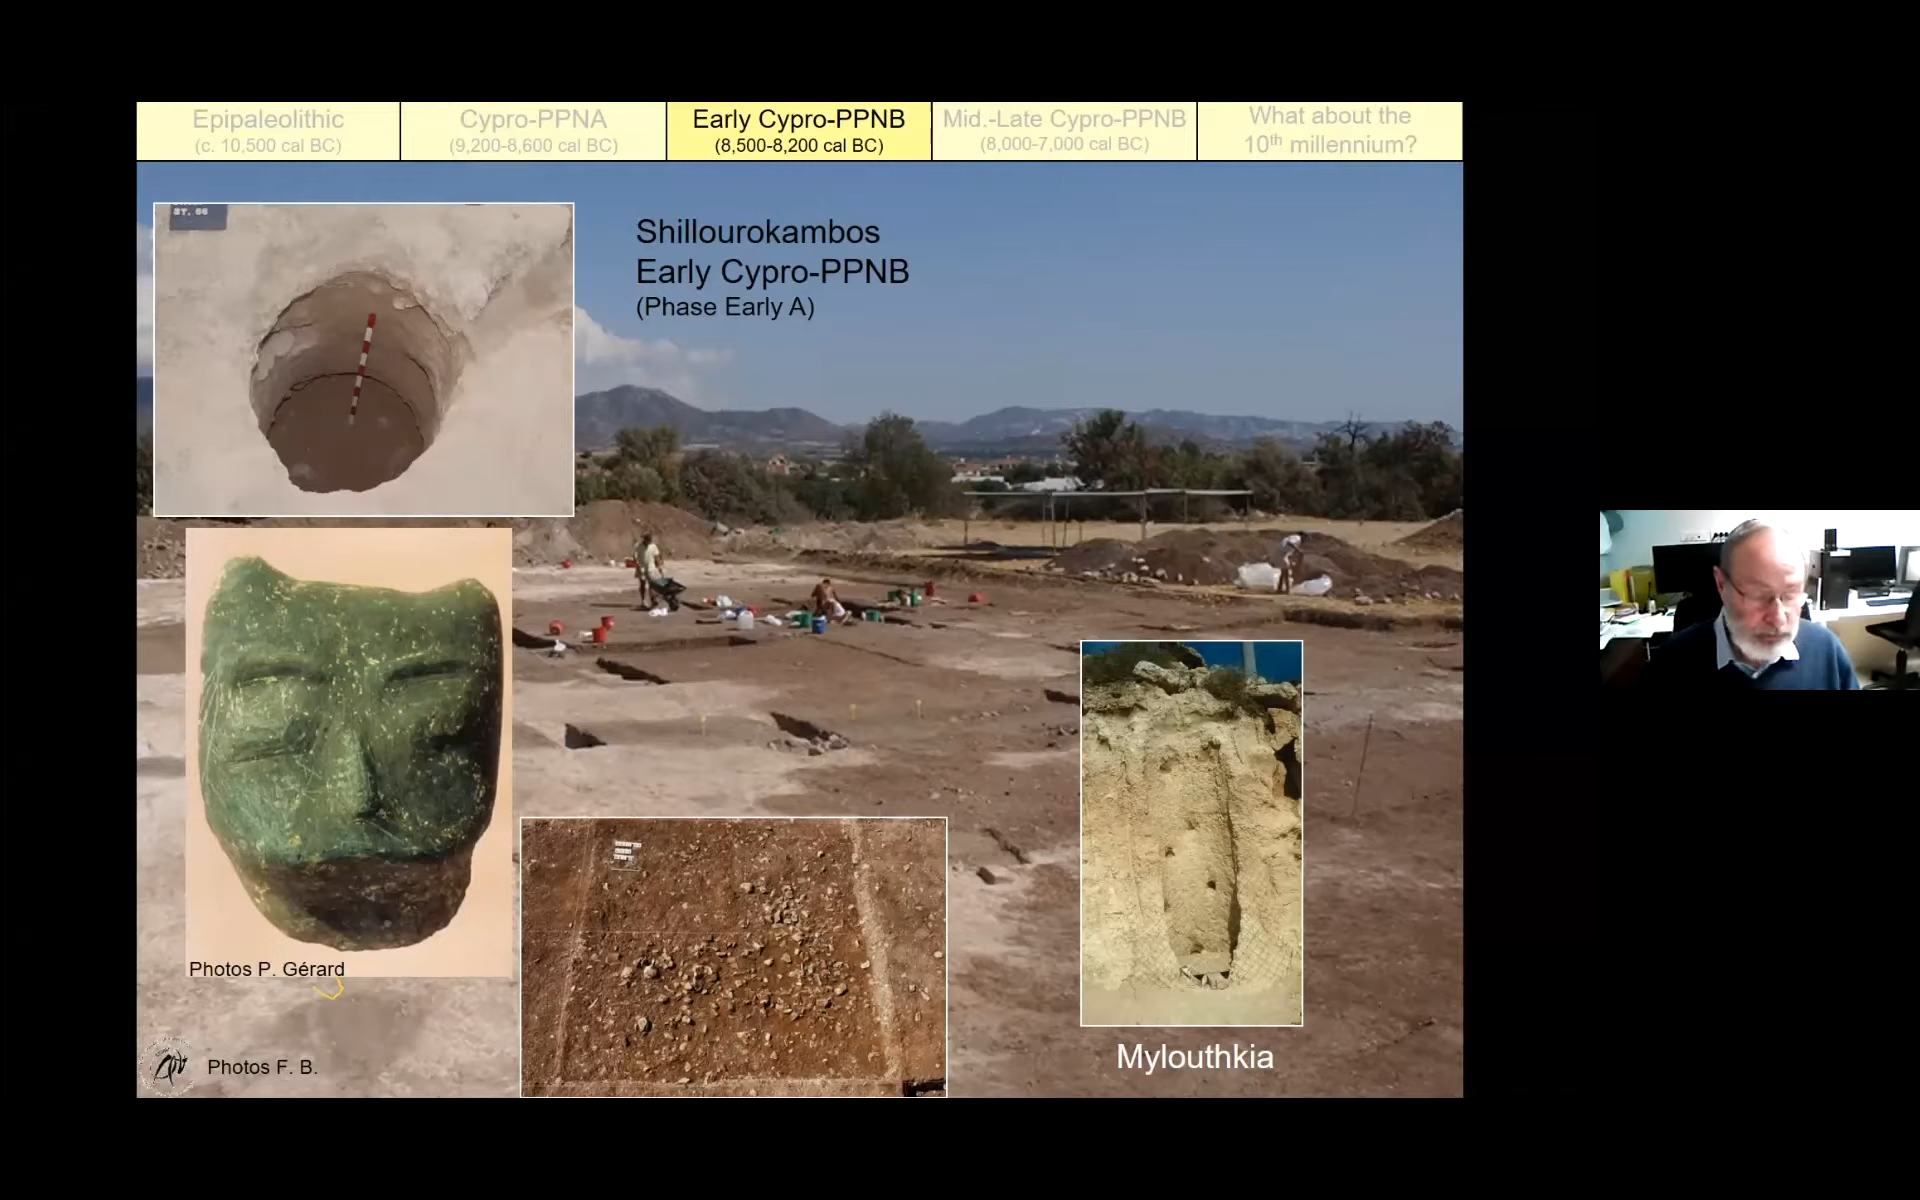 Epipaleolithic
(c. 10,500 cal BC)
Cypro-PPNA
(9,200-8,600 cal BC)
Early Cypro-PPNB
(8,500-8,200 cal BC)
Mid.-Late Cypro-PPNB
(8,000-7,000 cal BC)
What about the
10th millennium?
ST. 66
Shillourokambos
Early Cypro-PPNB
(Phase Early A)
Photos P. Gérard
Mylouthkia
Photos F. B.